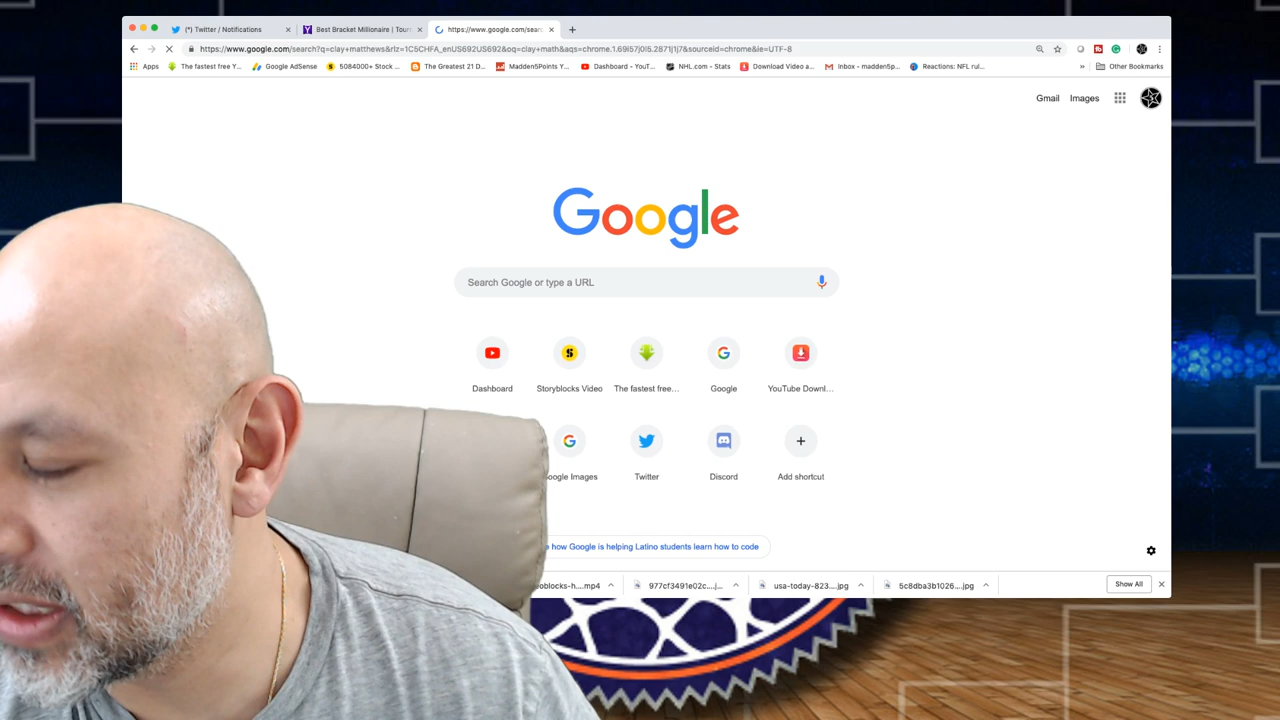 (*) Twitter / Notifications
Best Bracket Millionaire | Tourn
https://www.google.com/searc
https://www.google.com/search?q=clay+matthews&rlz=1C5CHFA_enUS692US692&oq=clay+math&aqs=chrome.1.69i57j0l5.2871j1j7&sourceid=chrome&ie=UTF-8
Apps
The fastest free Y...
Google AdSense
5084000+ Stock ...
The Greatest 21 D...
Madden5Points Y...
Dashboard - YouT...
NHL.com - Stats
Download Video a...
Inbox - madden5p...
Reactions: NFL rul...
»
Other Bookmarks
Gmail
Images
Google
Search Google or type a URL
Dashboard
Storyblocks Video
The fastest free...
Google
YouTube Downl...
oogle Images
Twitter
Discord
Add shortcut
how Google is helping Latino students learn how to code
oblocks-h....mp4
977cf3491e02c....j...
usa-today-823....jpg
5c8dba3b1026....jpg
Show All